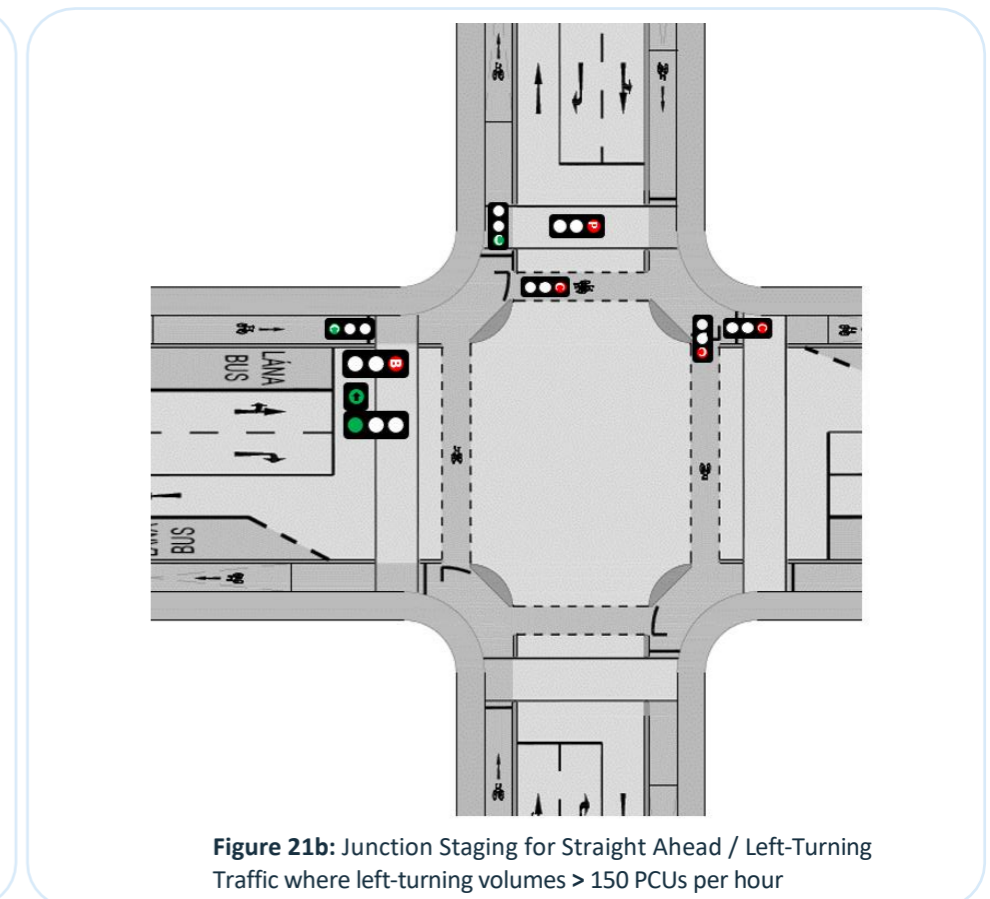 LÁNA
BUS
LÁNA
BUS
Figure 21b: Junction Staging for Straight Ahead / Left-Turning
Traffic where left-turning volumes > 150 PCUs per hour